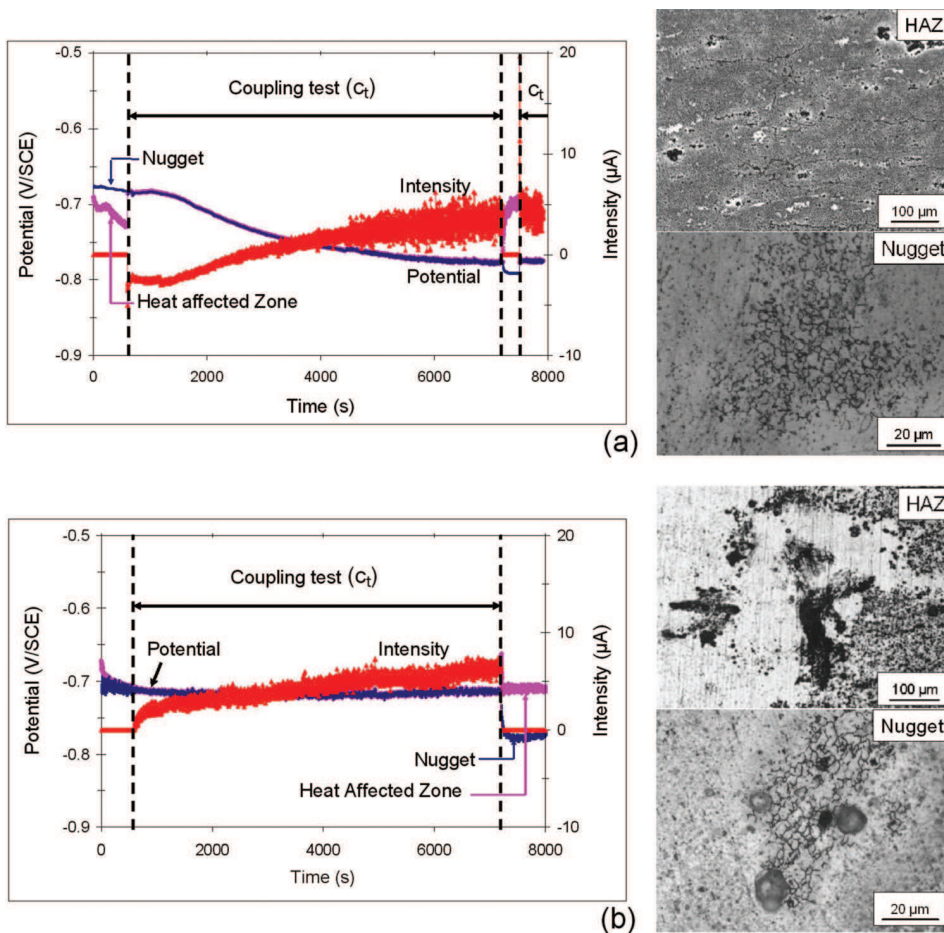 -0.5
-0.6
-0.7
-0.8
-0.9
Potential (V/SCE)
Coupling test (Ct)
Ct
Nugget
Intensity
Potential
Heat affected Zone
20
10
0
-10
Intensity (µA)
0
2000
4000
6000
8000
Time (s)
(a)
HAZ
100 µm
Nugget
20 µm
-0.5
-0.6
-0.7
-0.8
-0.9
Potential (V/SCE)
Coupling test (Ct)
Potential
Intensity
Nugget
Heat Affected Zone
20
10
0
-10
Intensity (µA)
0
2000
4000
6000
8000
Time (s)
(b)
HAZ
100 µm
Nugget
20 µm